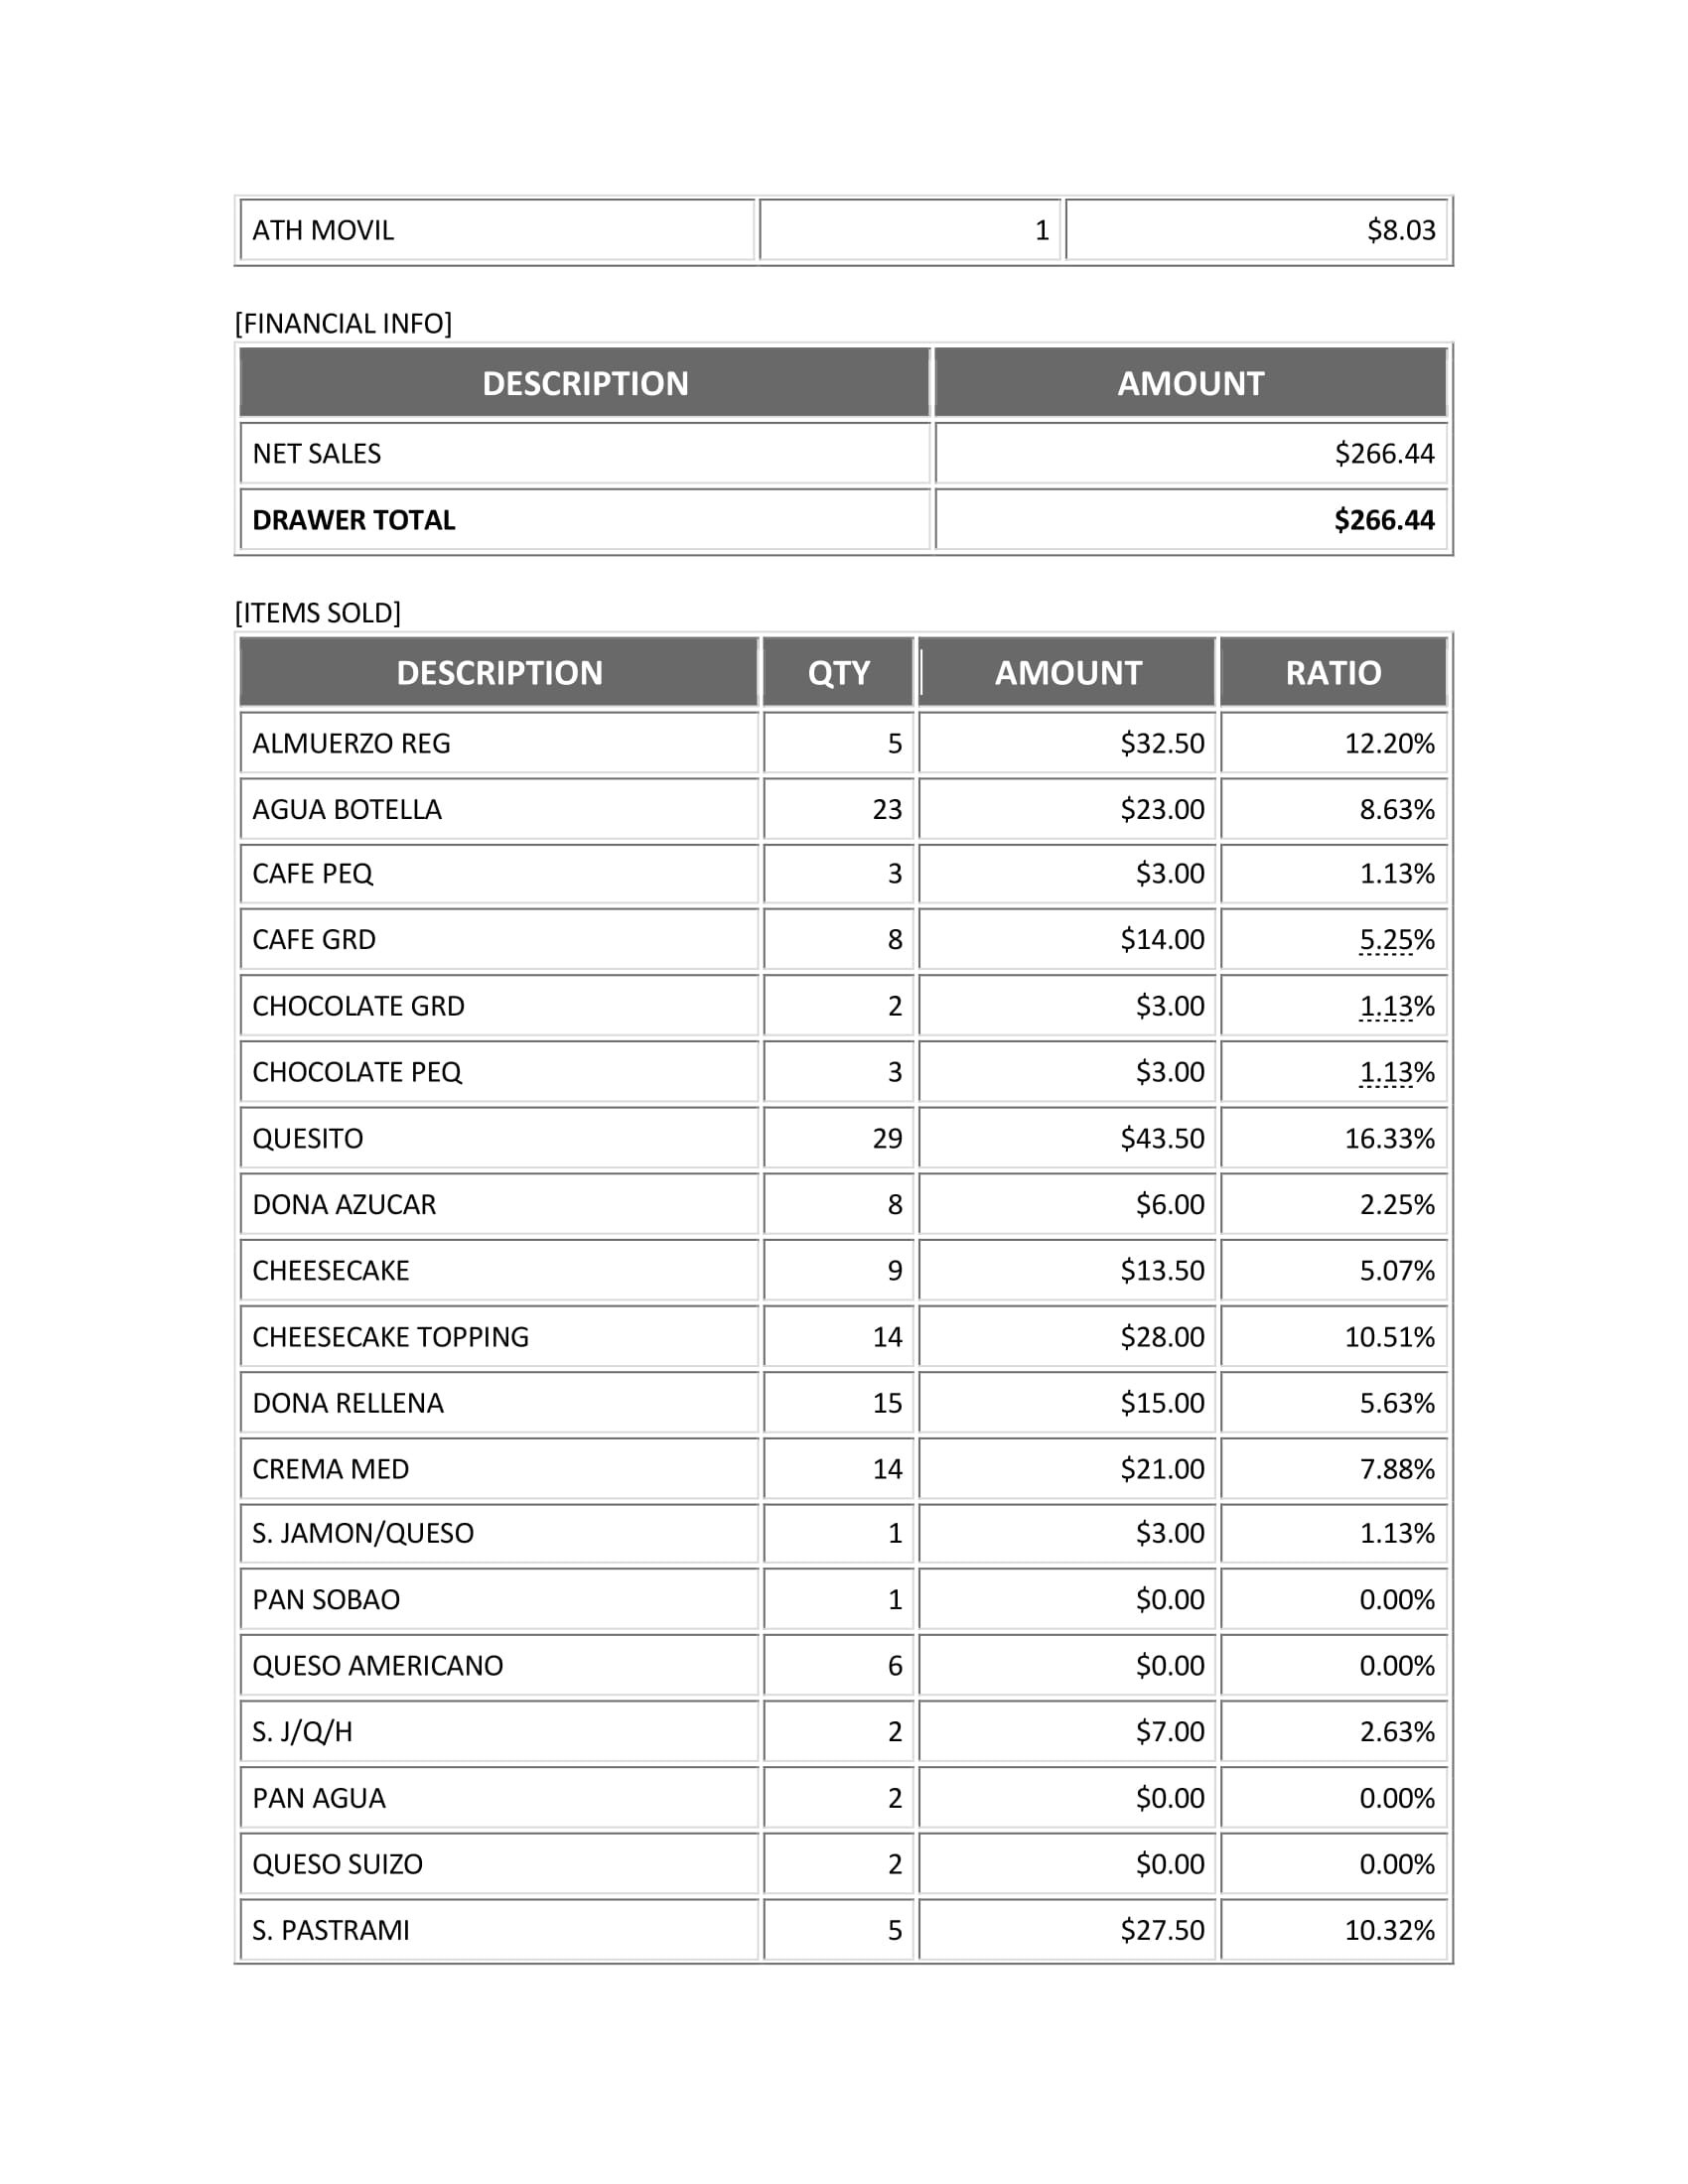 ATH MOVIL 1 $8.03
[FINANCIAL INFO]
DESCRIPTION AMOUNT
NET SALES $266.44
DRAWER TOTAL $266.44
[ITEMS SOLD]
DESCRIPTION QTY AMOUNT RATIO
ALMUERZO REG 5 $32.50 12.20%
AGUA BOTELLA 23 $23.00 8.63%
CAFE PEQ 3 $3.00 1.13%
CAFE GRD 8 $14.00 5.25%
CHOCOLATE GRD 2 $3.00 1.13%
CHOCOLATE PEQ 3 $3.00 1.13%
QUESITO 29 $43.50 16.33%
DONA AZUCAR 8 $6.00 2.25%
CHEESECAKE 9 $13.50 5.07%
CHEESECAKE TOPPING 14 $28.00 10.51%
DONA RELLENA 15 $15.00 5.63%
CREMA MED 14 $21.00 7.88%
S. JAMON/QUESO 1 $3.00 1.13%
PAN SOBAO 1 $0.00 0.00%
QUESO AMERICANO 6 $0.00 0.00%
S. J/Q/H 2 $7.00 2.63%
PAN AGUA 2 $0.00 0.00%
QUESO SUIZO 2 $0.00 0.00%
S. PASTRAMI 5 $27.50 10.32%